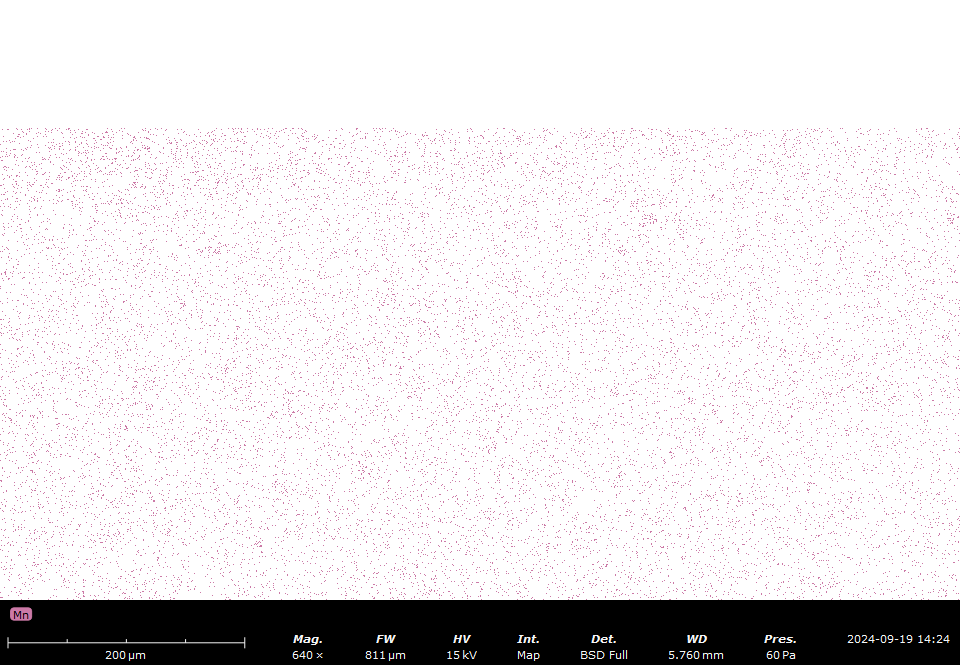 Mn
Mag. FW HV Int. Det. WD Pres. 2024-09-19 14:24
200 µm 640 × 811 µm 15 kV Map BSD Full 5.760 mm 60 Pa